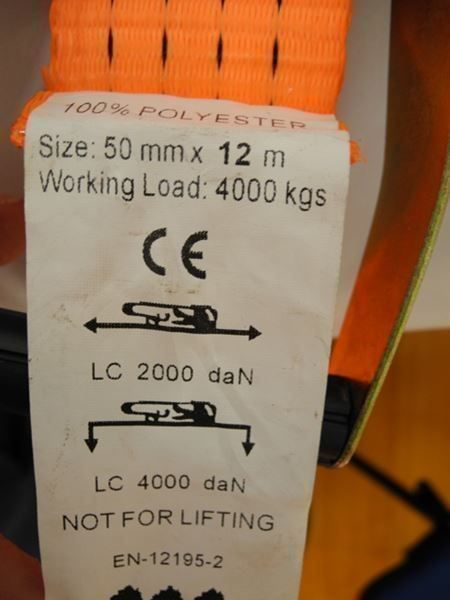 100% POLYESTER
Size: 50 mm x 12 m
Working Load: 4000 kgs
CE
LC 2000 daN
LC 4000 daN
NOT FOR LIFTING
EN-12195-2